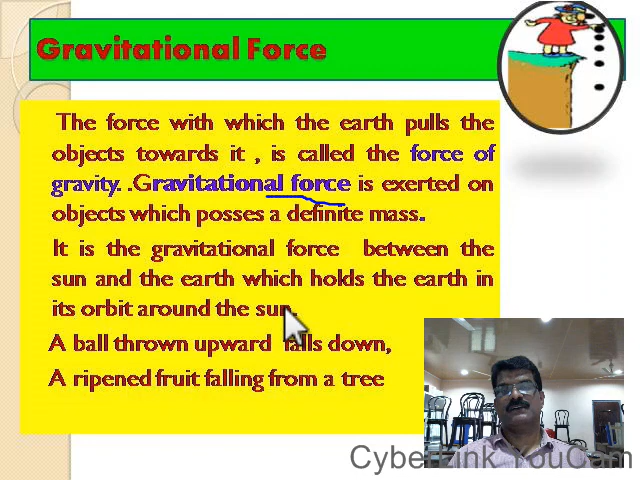 Gravitational Force
The force with which the earth pulls the
objects towards it , is called the force of
gravity. .Gravitational force is exerted on
objects which posses a definite mass.
It is the gravitational force between the
sun and the earth which holds the earth in
its orbit around the sun.
A ball thrown upward falls down,
A ripened fruit falling from a tree
CyberLink YouCam